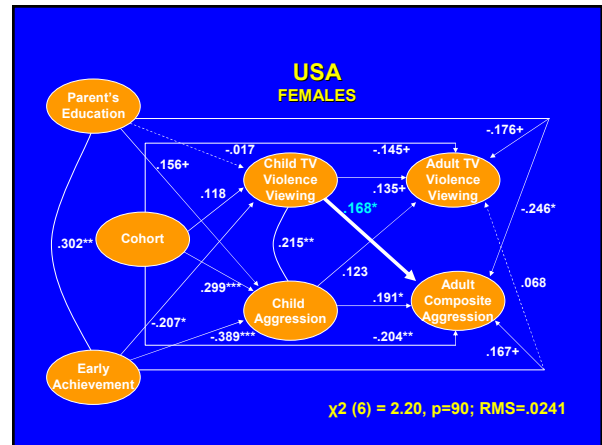 USA
FEMALES
Parent's
Education
-.176+
-.017
-.145+
.156+
Child TV
Violence
Viewing
Adult TV
Violence
Viewing
.118
.135+
.168*
-.246*
.302**
Cohort
.215**
.123
.068
.299***
Child
Aggression
.191*
Adult
Composite
Aggression
-.207*
-.389***
-.204**
.167+
Early
Achievement
χ2 (6) = 2.20, p=90; RMS=.0241